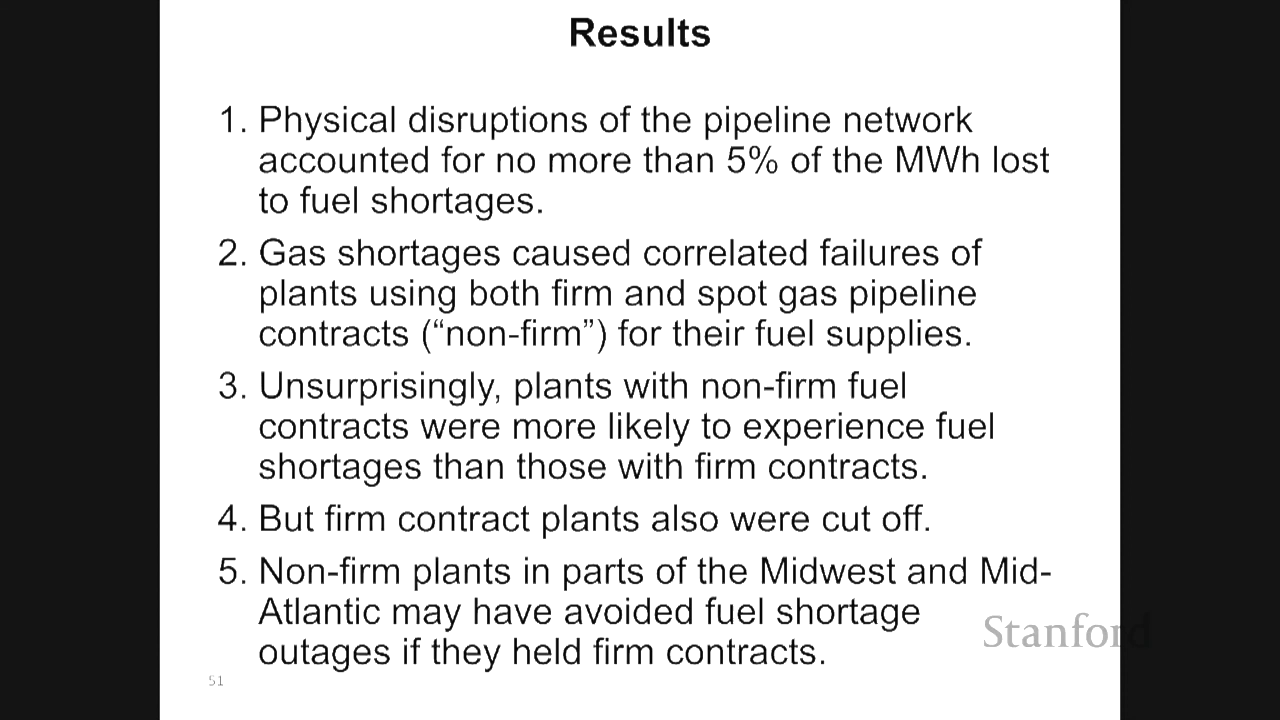 Results
1. Physical disruptions of the pipeline network
accounted for no more than 5% of the MWh lost
to fuel shortages.
2. Gas shortages caused correlated failures of
plants using both firm and spot gas pipeline
contracts (“non-firm”) for their fuel supplies.
3. Unsurprisingly, plants with non-firm fuel
contracts were more likely to experience fuel
shortages than those with firm contracts.
4. But firm contract plants also were cut off.
5. Non-firm plants in parts of the Midwest and Mid-
Atlantic may have avoided fuel shortage
outages if they held firm contracts.
Stanford
51